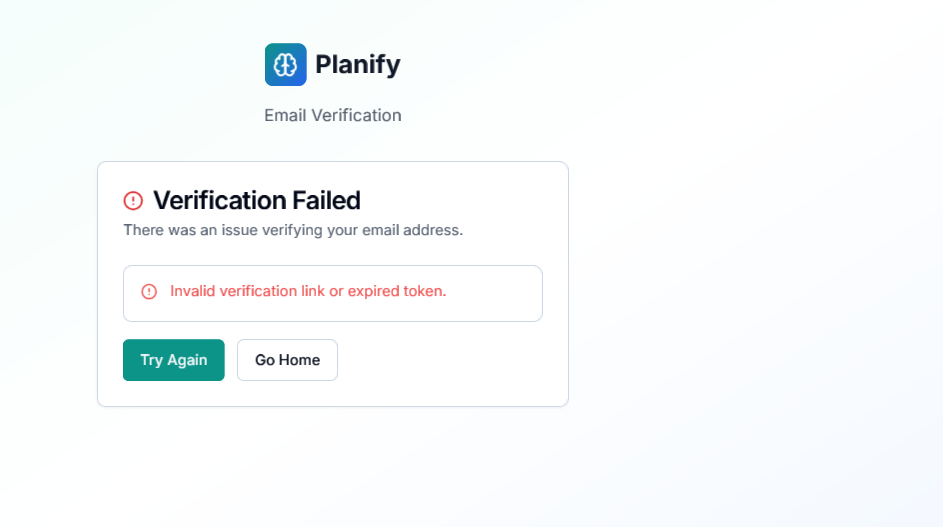 Planify
Email Verification
Verification Failed
There was an issue verifying your email address.
Invalid verification link or expired token.
Try Again
Go Home